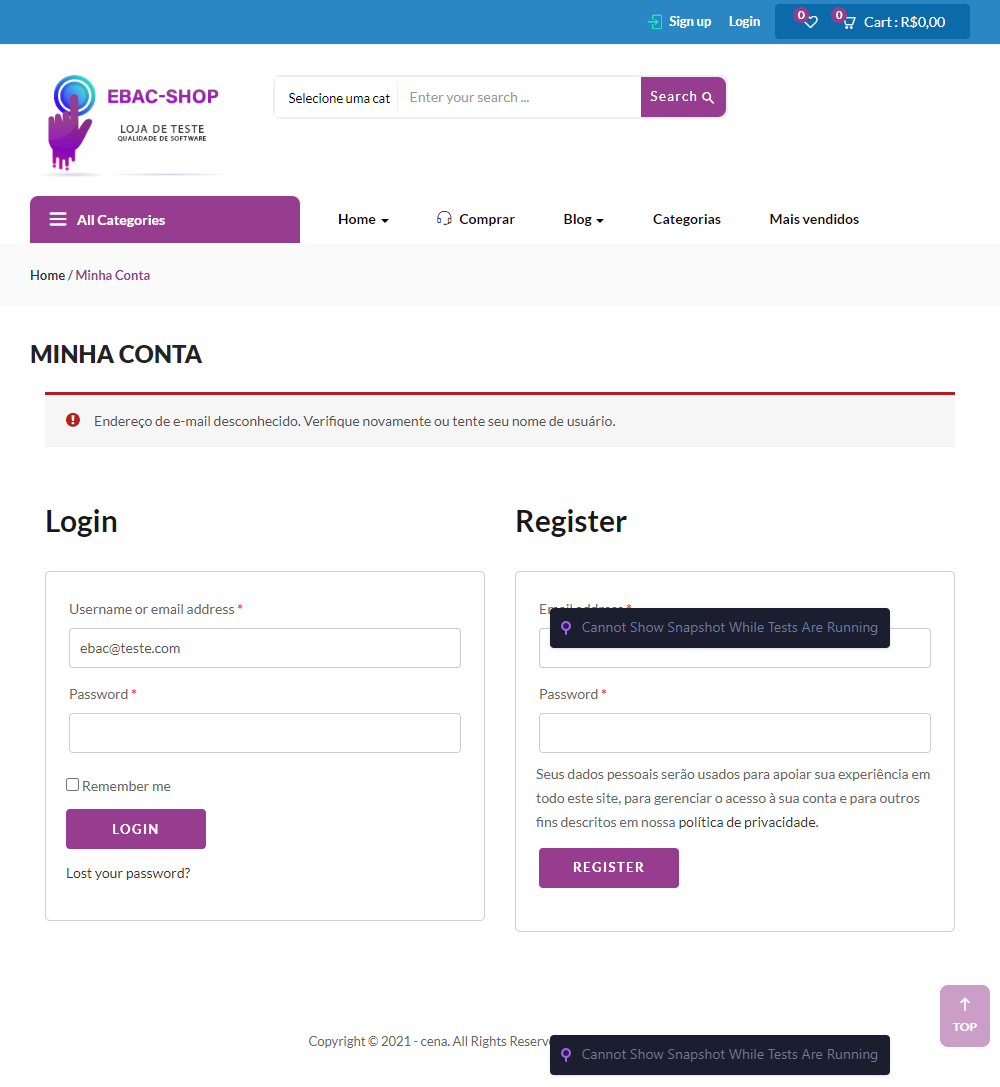 Sign up
Login
0
0
Cart : R$0,00
EBAC-SHOP
LOJA DE TESTE
QUALIDADE DE SOFTWARE
Selecione uma cat
Enter your search ...
Search
All Categories
Home
Comprar
Blog
Categorias
Mais vendidos
Home / Minha Conta
MINHA CONTA
Endereço de e-mail desconhecido. Verifique novamente ou tente seu nome de usuário.
Login
Username or email address *
ebac@teste.com
Password *
Remember me
LOGIN
Lost your password?
Register
Email address *
Cannot Show Snapshot While Tests Are Running
Password *
Seus dados pessoais serão usados para apoiar sua experiência em
todo este site, para gerenciar o acesso à sua conta e para outros
fins descritos em nossa política de privacidade.
REGISTER
TOP
Copyright © 2021 - cena. All Rights Reserve
Cannot Show Snapshot While Tests Are Running